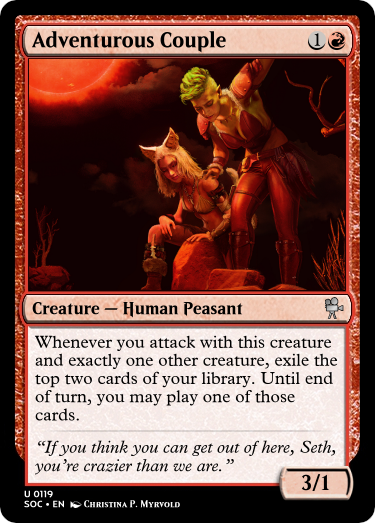 Adventurous Couple 1
Creature — Human Peasant
Whenever you attack with this creature
and exactly one other creature, exile the
top two cards of your library. Until end
of turn, you may play one of those
cards.
“If you think you can get out of here, Seth,
you’re crazier than we are.”
3/1
U 0119
SOC • EN Christina P. Myrvold